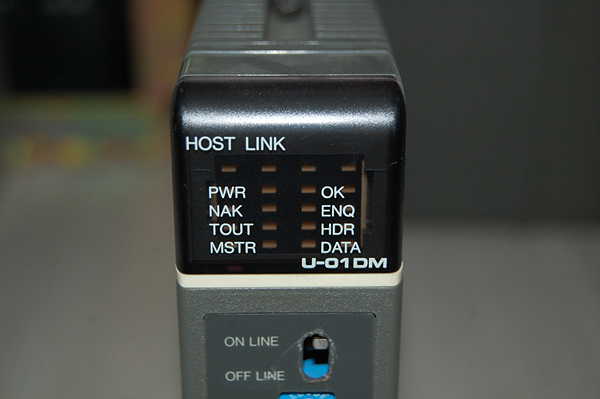 HOST LINK
PWR OK
NAK ENQ
TOUT HDR
MSTR DATA
U-01DM
ON LINE
OFF LINE